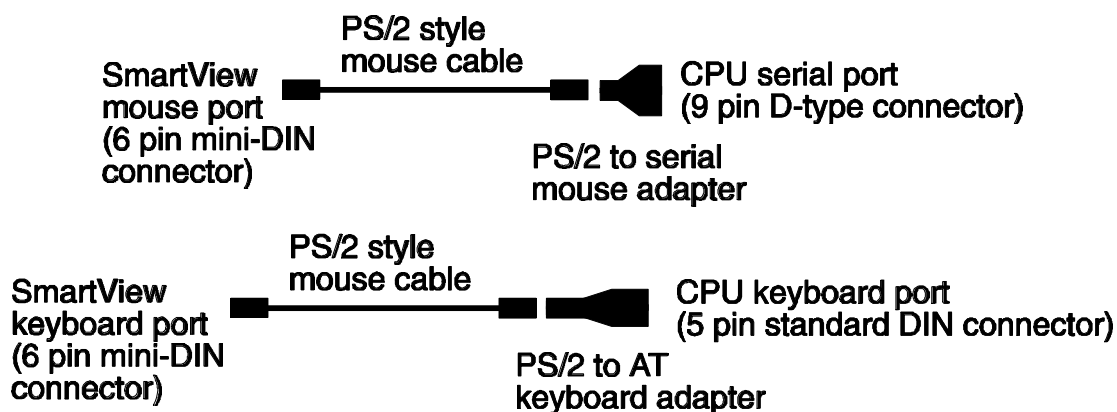 PS/2 style
mouse cable
SmartView
mouse port
(6 pin mini-DIN
connector)
CPU serial port
(9 pin D-type connector)
PS/2 to serial
mouse adapter
PS/2 style
mouse cable
SmartView
keyboard port
(6 pin mini-DIN
connector)
CPU keyboard port
(5 pin standard DIN connector)
PS/2 to AT
keyboard adapter